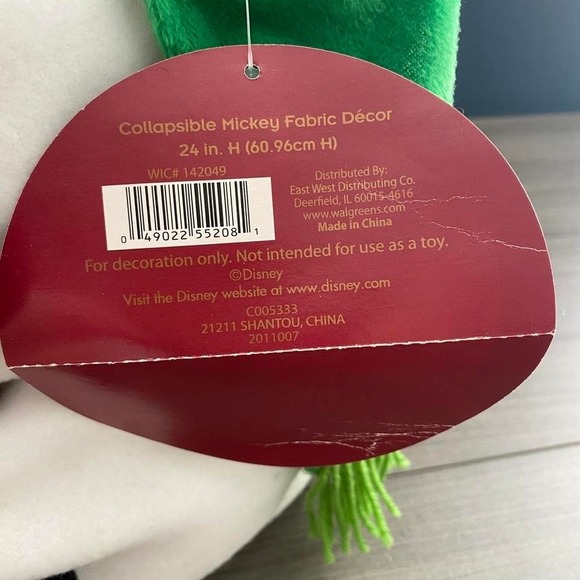 Collapsible Mickey Fabric Décor
24 in. H (60.96cm H)
WIC# 142049
0 49022 55208 1
Distributed By:
East West Distributing Co.
Deerfield, IL 60015-4616
www.walgreens.com
Made in China
For decoration only. Not intended for use as a toy.
©Disney
Visit the Disney website at www.disney.com
C005333
21211 SHANTOU, CHINA
2011007